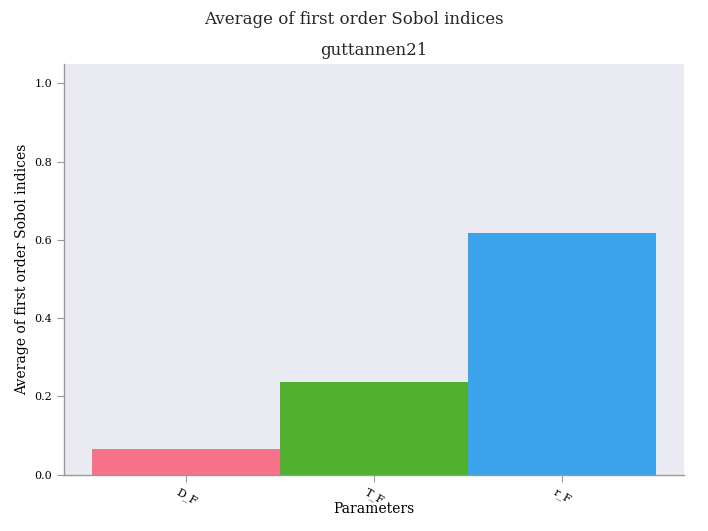 Average of first order Sobol indices
guttannen21
1.0
0.8
0.6
0.4
0.2
0.0
Average of first order Sobol indices
D_F
T_F
r_F
Parameters